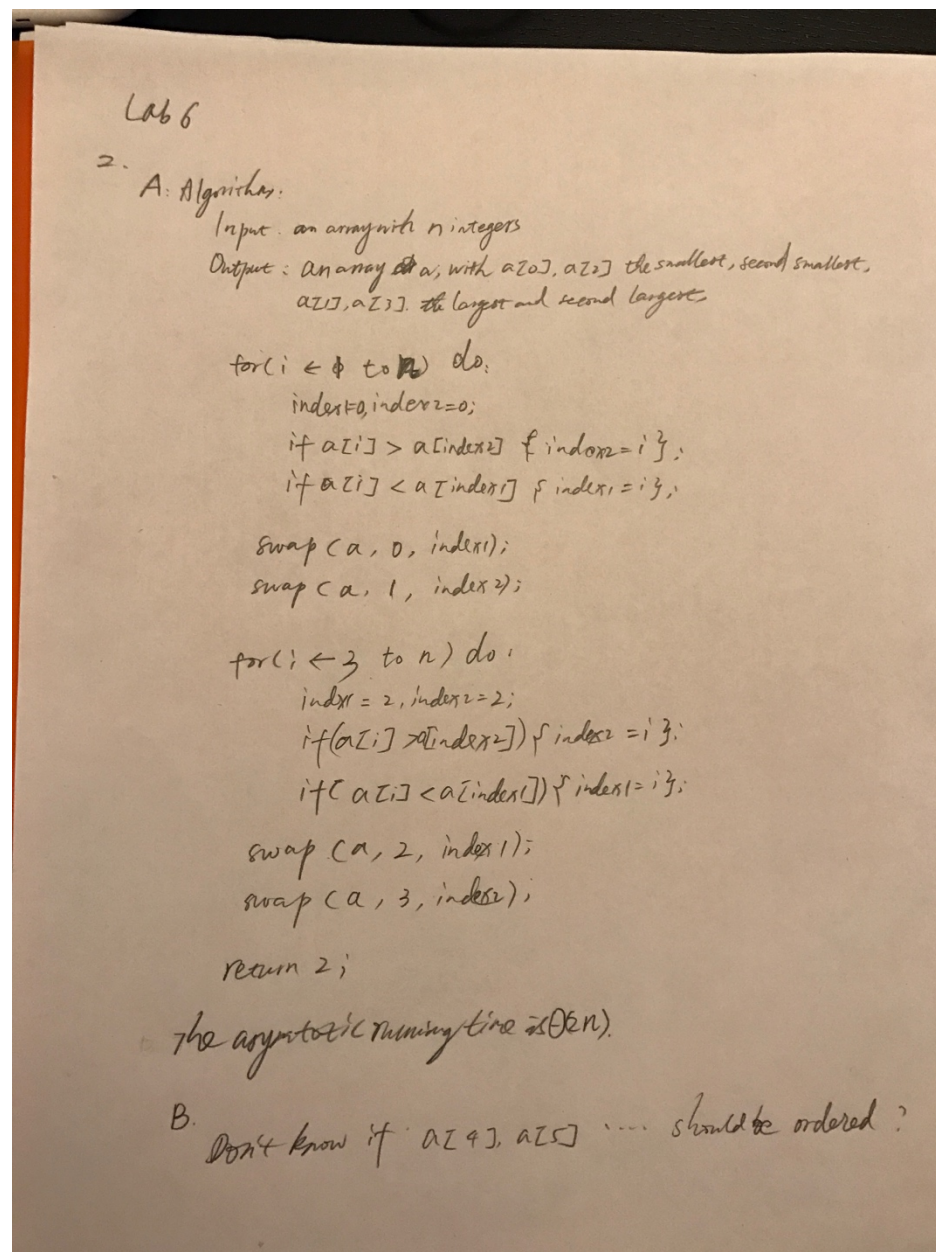 Lab 6
2.
A: Algorithm:
Input: an array with n integers
Output: an array a, with a[0], a[2] the smallest, second smallest,
a[1], a[3]. the largest and second largest,
for(i ← to ) do:
index1=0, index2=0;
if a[i] > a[index2] { index2=i };
if a[i] < a[index1] { index1=i };
swap (a, 0, index1);
swap (a, 1, index2);
for(i ← 3 to n) do:
indx1 = 2, index2=2;
if(a[i] >a[index2]) { index2 =i };
if( a[i] <a[index1]) { index1=i };
swap (a, 2, index1);
swap (a, 3, index2);
return 2;
The asymtotic running time is Θ(2n).
B.
Don't know if a[4], a[5] .... should be ordered?